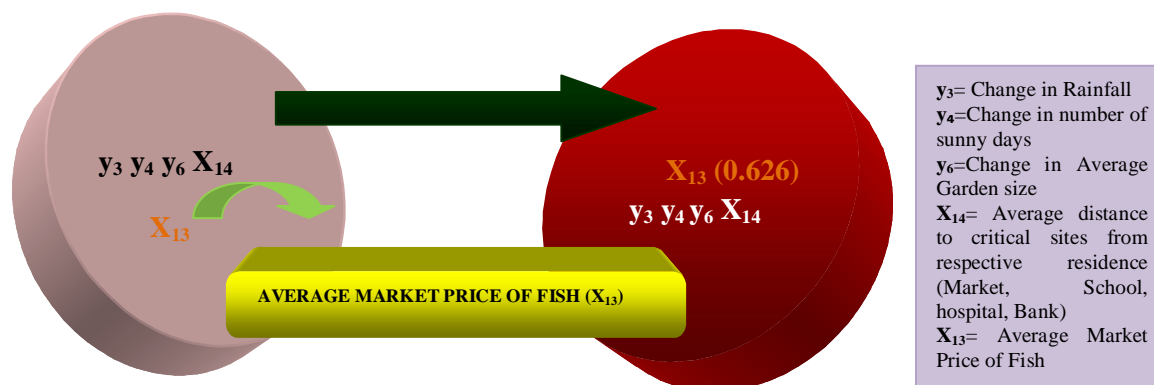 y₃ y₄ y₆ X₁₄
X₁₃
X₁₃ (0.626)
y₃ y₄ y₆ X₁₄
AVERAGE MARKET PRICE OF FISH (X₁₃)
y₃= Change in Rainfall
y₄=Change in number of
sunny days
y₆=Change in Average
Garden size
X₁₄= Average distance
to critical sites from
respective residence
(Market, School,
hospital, Bank)
X₁₃= Average Market
Price of Fish